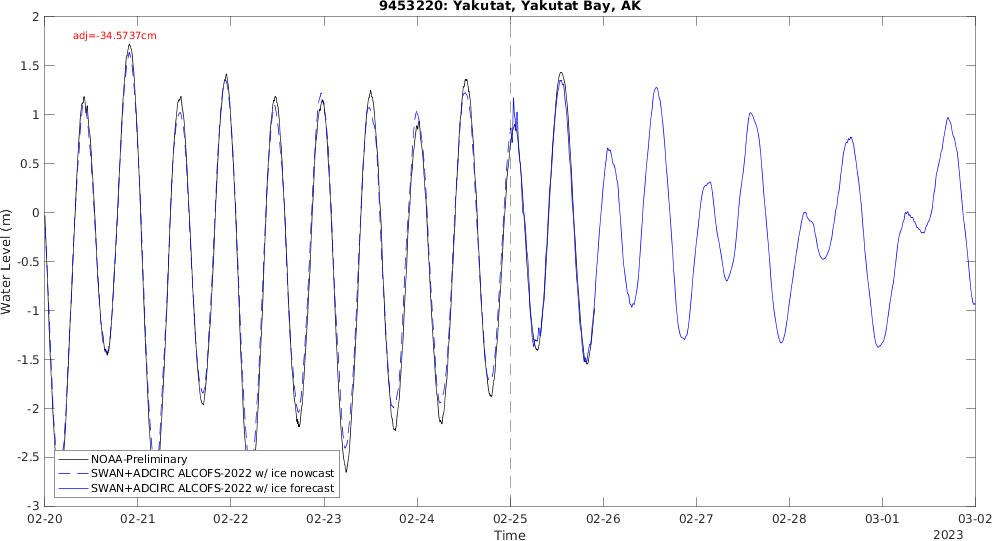 9453220: Yakutat, Yakutat Bay, AK
adj=-34.5737cm
2
1.5
1
0.5
0
-0.5
-1
-1.5
-2
-2.5
-3
Water Level (m)
NOAA-Preliminary
SWAN+ADCIRC ALCOFS-2022 w/ ice nowcast
SWAN+ADCIRC ALCOFS-2022 w/ ice forecast
02-20 02-21 02-22 02-23 02-24 02-25 02-26 02-27 02-28 03-01 03-02
Time
2023